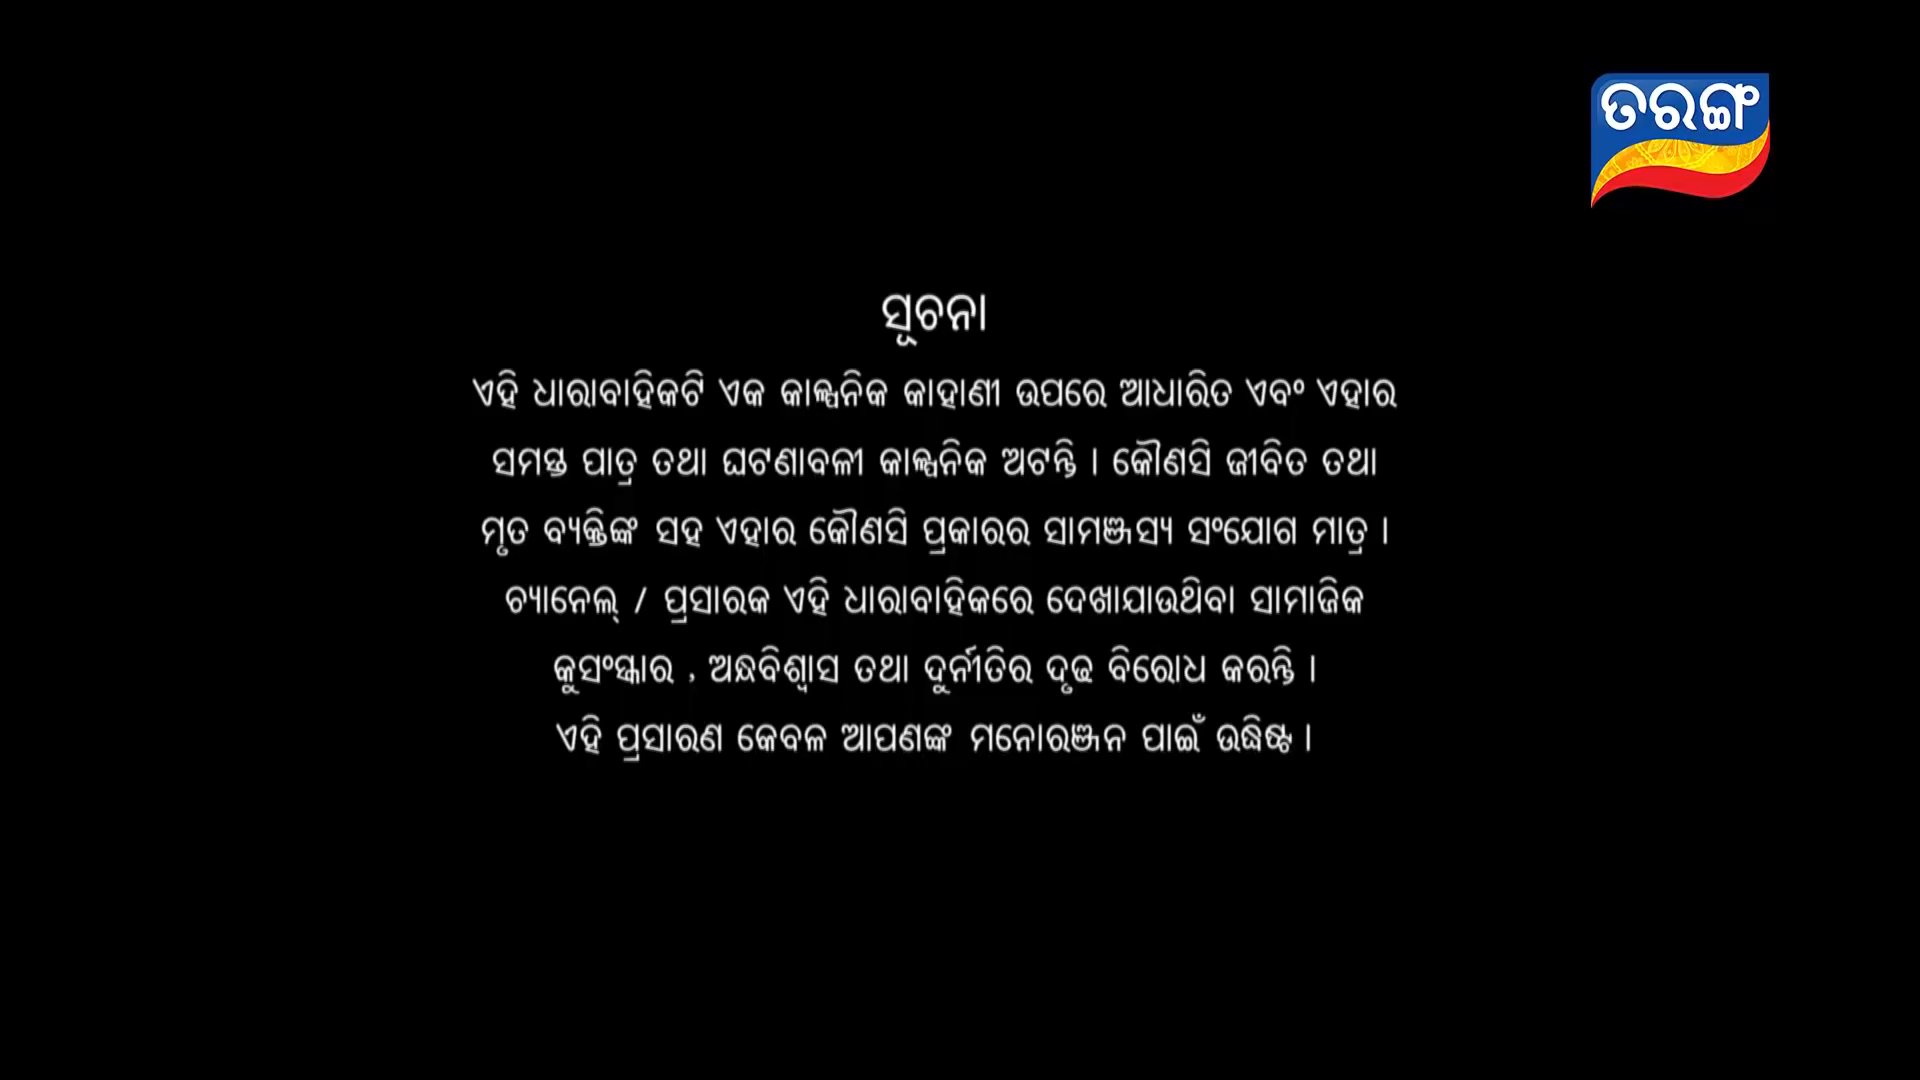 ତରଙ୍ଗ
ସୂଚନା
ଏହି ଧାରାବାହିକଟି ଏକ କାଳ୍ପନିକ କାହାଣୀ ଉପରେ ଆଧାରିତ ଏବଂ ଏହାର
ସମସ୍ତ ପାତ୍ର ତଥା ଘଟଣାବଳୀ କାଳ୍ପନିକ ଅଟନ୍ତି । କୌଣସି ଜୀବିତ ତଥା
ମୃତ ବ୍ୟକ୍ତିଙ୍କ ସହ ଏହାର କୌଣସି ପ୍ରକାରର ସାମଞ୍ଜସ୍ୟ ସଂଯୋଗ ମାତ୍ର ।
ଚ୍ୟାନେଲ୍ / ପ୍ରସାରକ ଏହି ଧାରାବାହିକରେ ଦେଖାଯାଉଥିବା ସାମାଜିକ
କୁସଂସ୍କାର , ଅନ୍ଧବିଶ୍ୱାସ ତଥା ଦୁର୍ନୀତିର ଦୃଢ ବିରୋଧ କରନ୍ତି ।
ଏହି ପ୍ରସାରଣ କେବଳ ଆପଣଙ୍କ ମନୋରଞ୍ଜନ ପାଇଁ ଉଦ୍ଧିଷ୍ଟ ।